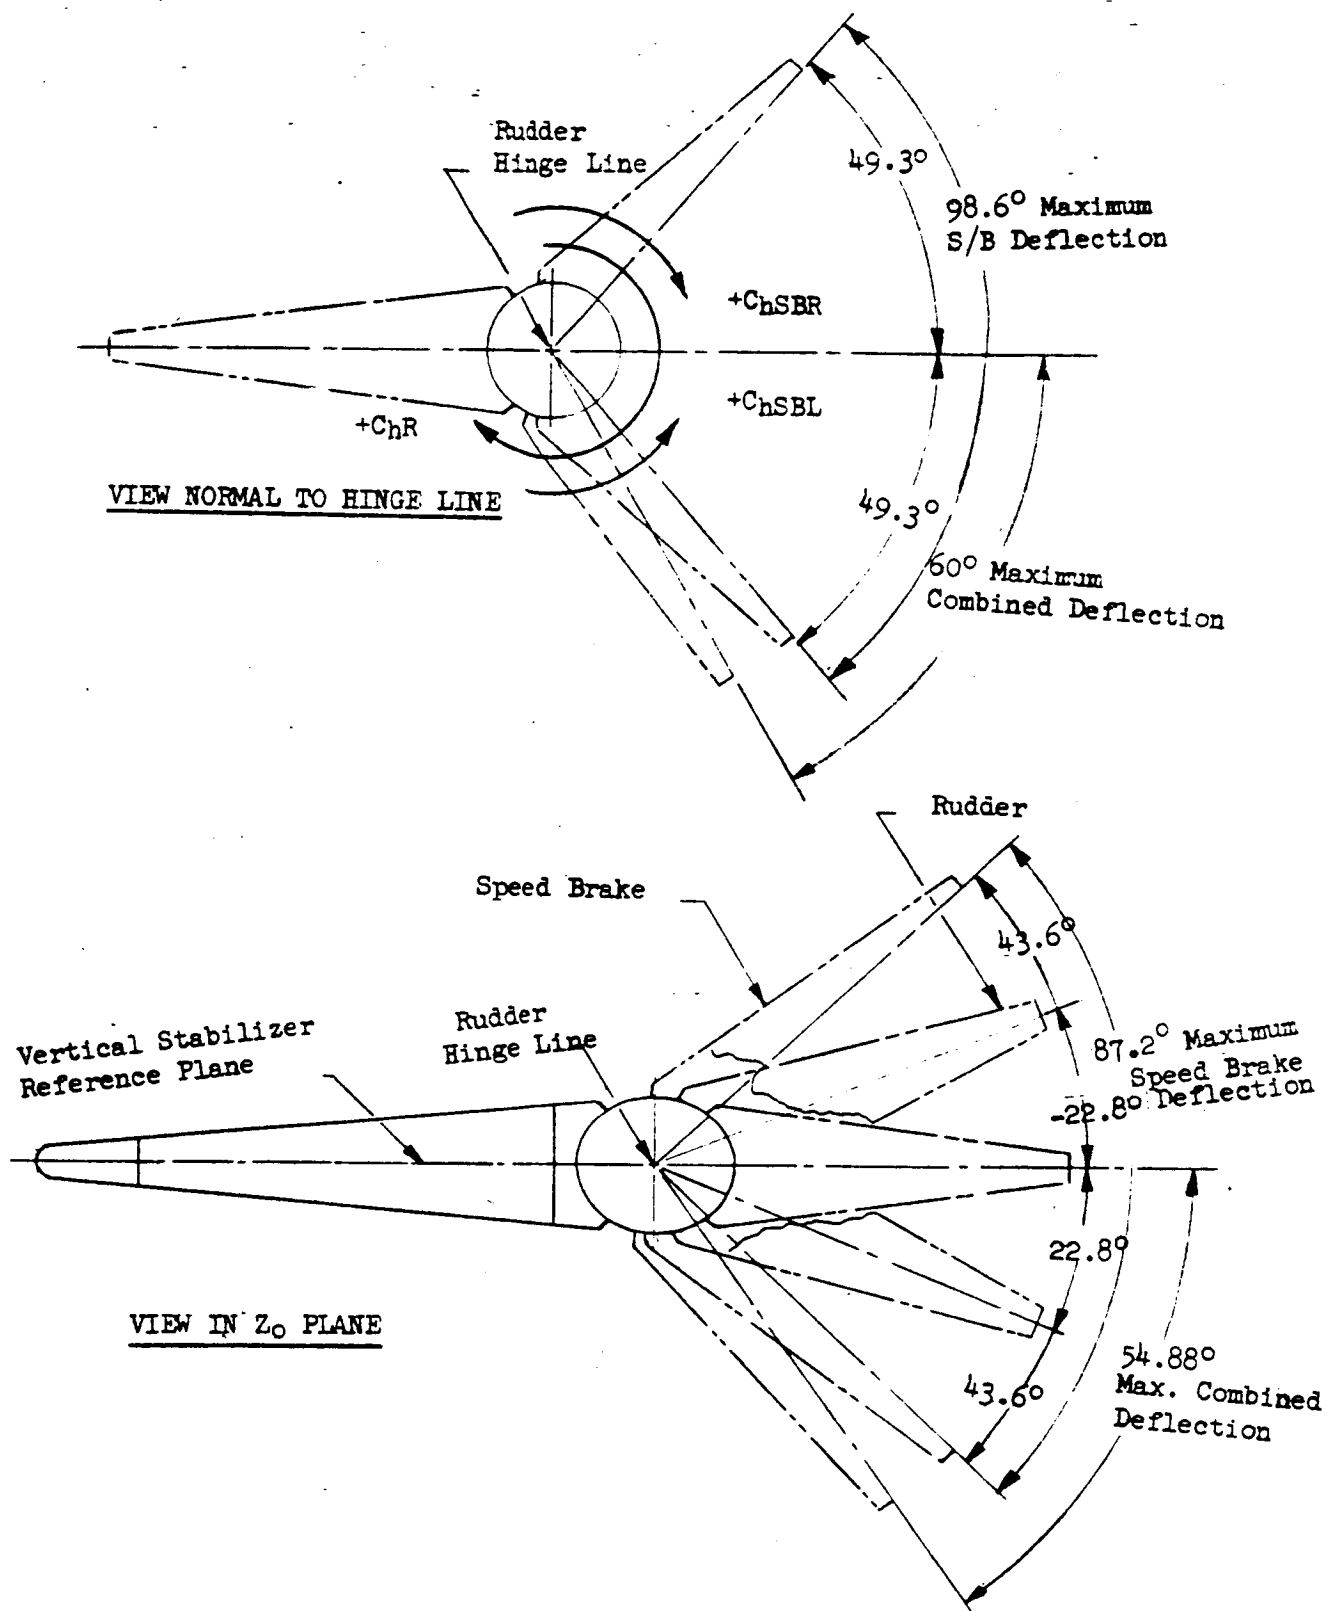 Rudder
Hinge Line
49.3°
98.6° Maximum
S/B Deflection
+ChSBR
+ChSBL
+ChR
VIEW NORMAL TO HINGE LINE
49.3°
60° Maximum
Combined Deflection
Rudder
Speed Brake
43.6°
Rudder
Hinge Line
Vertical Stabilizer
Reference Plane
87.2° Maximum
Speed Brake
Deflection
-22.8°
22.8°
VIEW IN Zo PLANE
54.88°
Max. Combined
Deflection
43.6°